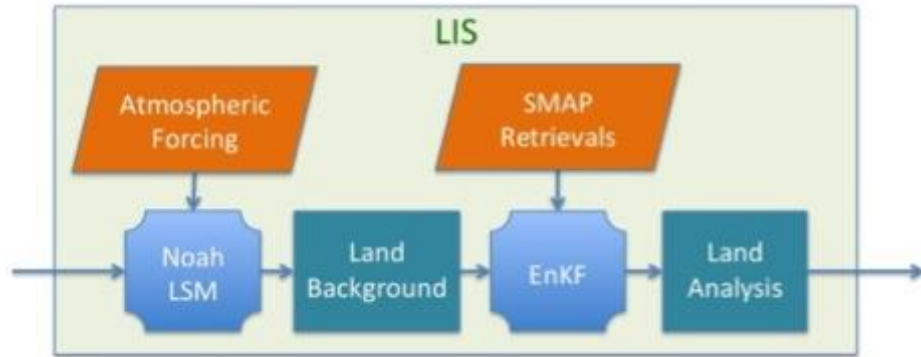 LIS
Atmospheric
Forcing
SMAP
Retrievals
Noah
LSM
Land
Background
EnKF
Land
Analysis